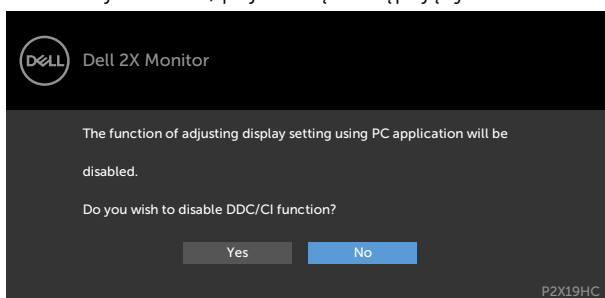 DELL
Dell 2X Monitor
The function of adjusting display setting using PC application will be
disabled.
Do you wish to disable DDC/CI function?
Yes
No
P2X19HC